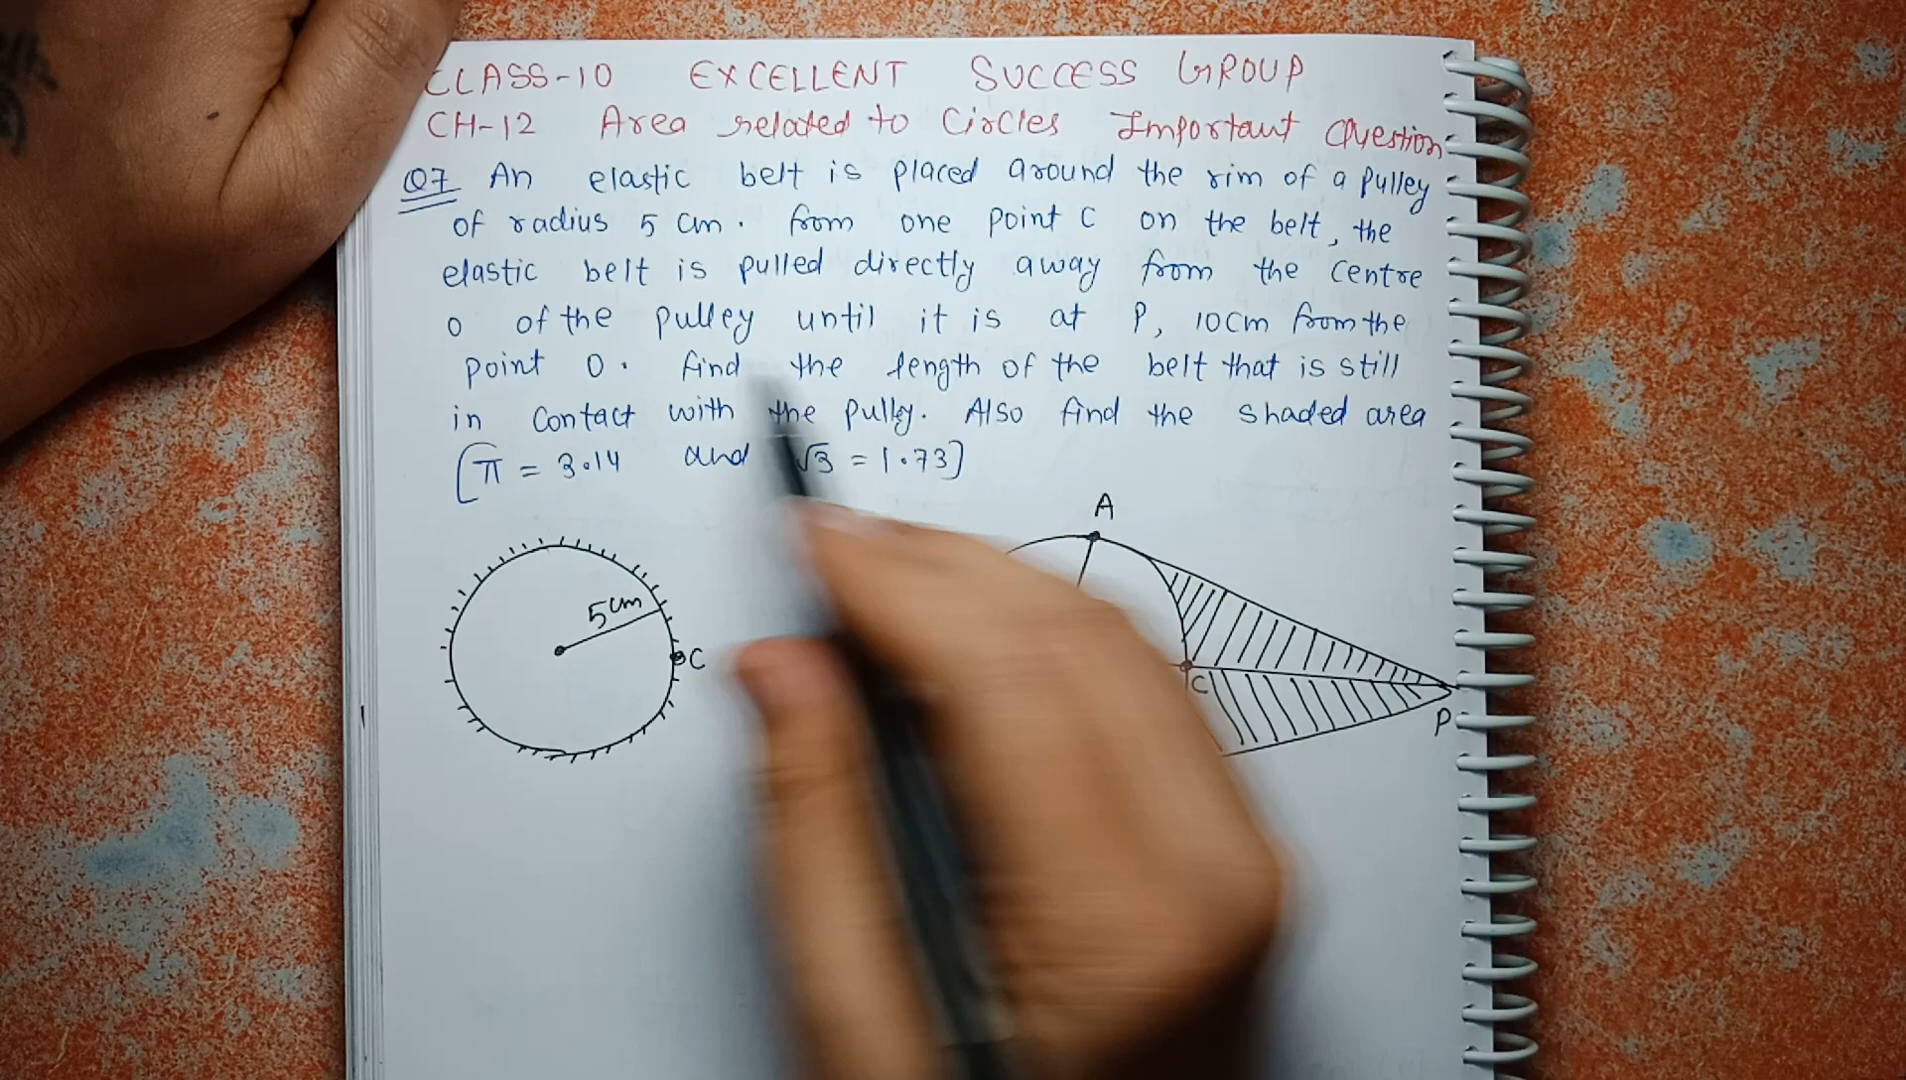 CLASS-10 EXCELLENT SUCCESS GROUP
CH-12 Area related to Circles Important Question
Q7 An elastic belt is placed around the rim of a pulley
of radius 5 cm. from one point C on the belt, the
elastic belt is pulled directly away from the centre
O of the pulley until it is at P, 10cm from the
point O. find the length of the belt that is still
in contact with the pully. Also find the shaded area
[π = 3.14 and √3 = 1.73]
A
5cm
C
C
P